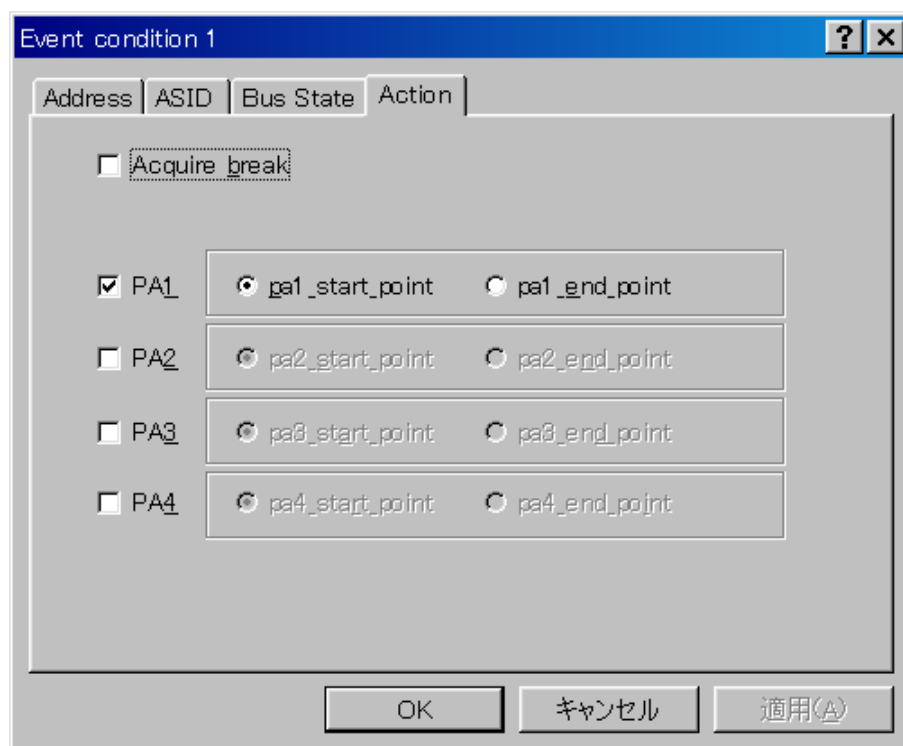 Event condition 1
Address ASID Bus State Action
Acquire break
PA1 pa1_start_point pa1_end_point
PA2 pa2_start_point pa2_end_point
PA3 pa3_start_point pa3_end_point
PA4 pa4_start_point pa4_end_point
OK キャンセル 適用(A)